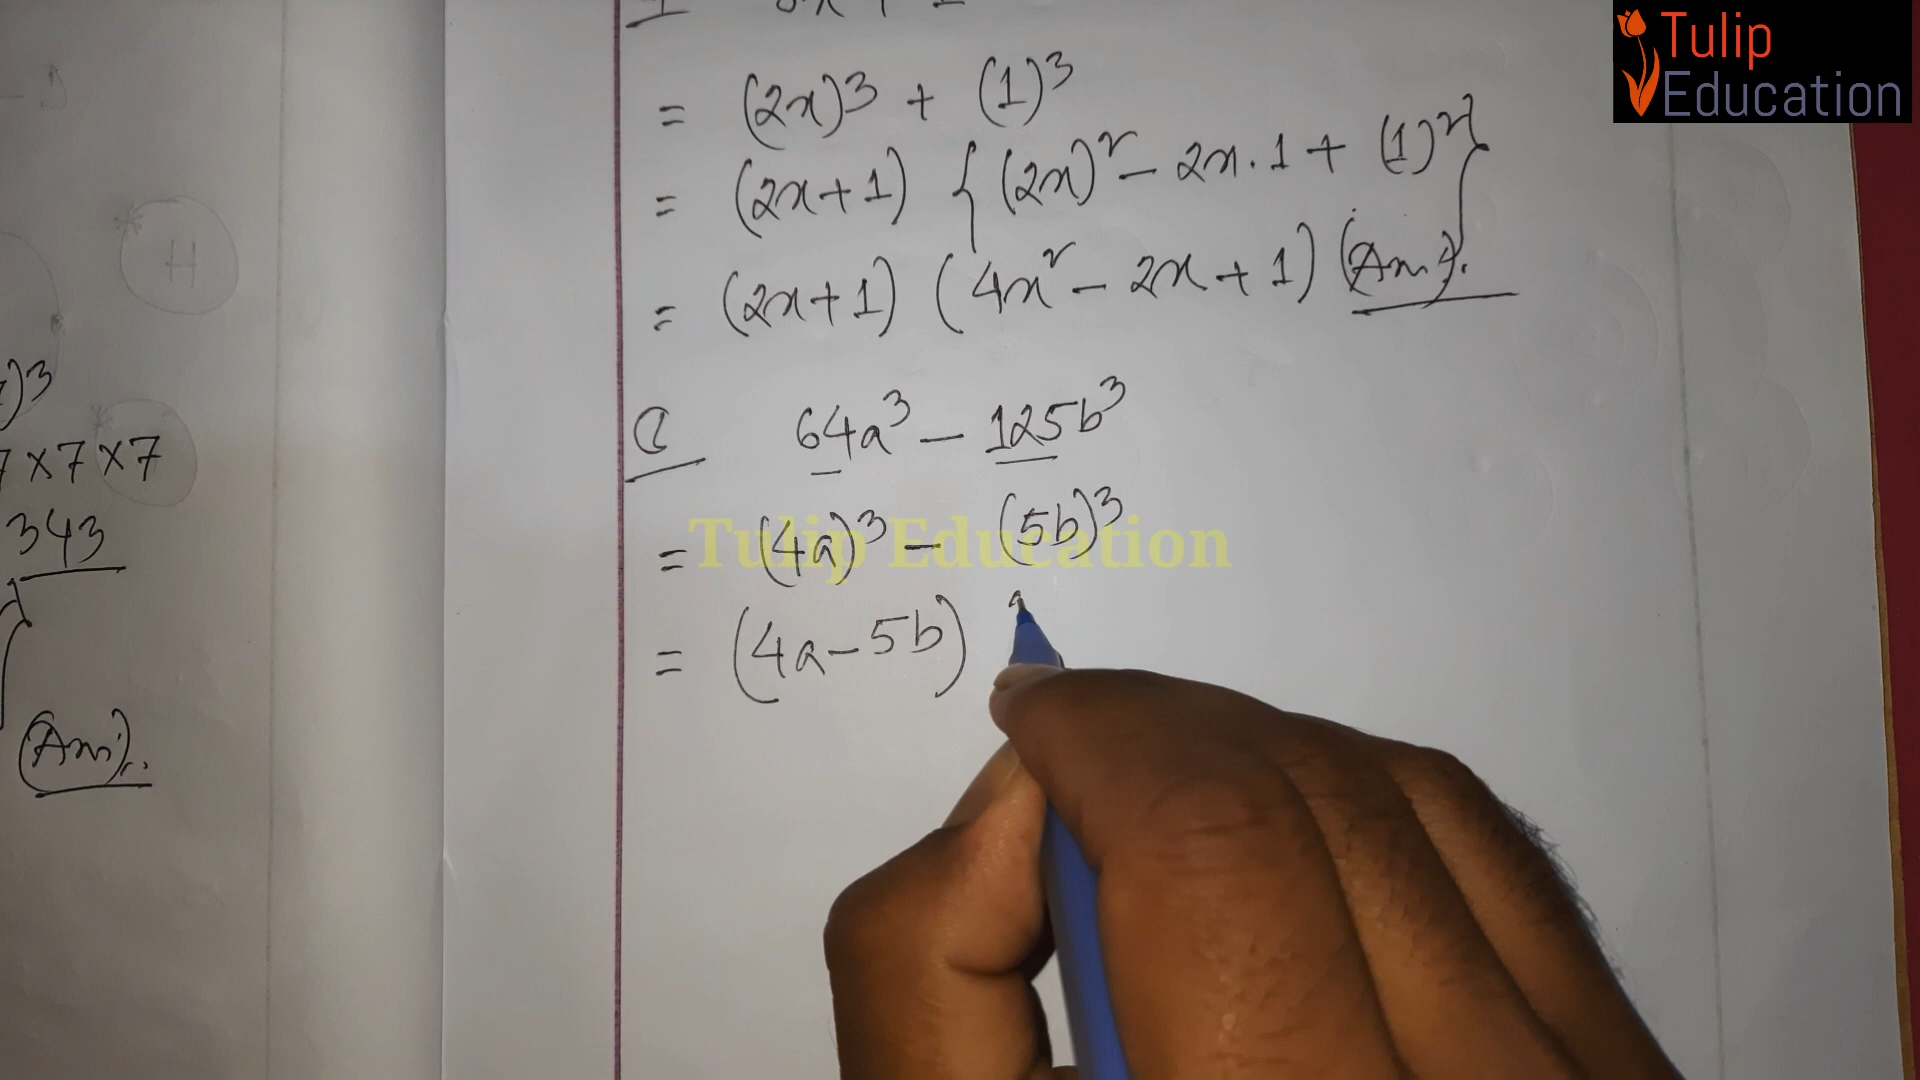 Tulip
Education
= (2x)³ + (1)³
= (2x+1) {(2x)² - 2x.1 + (1)²}
= (2x+1) (4x² - 2x + 1) (Ans).
64a³ - 125b³
= (4a)³ - (5b)³
Tulip Education
= (4a-5b)
H
)3
7 x 7 x 7
343
(Ans).